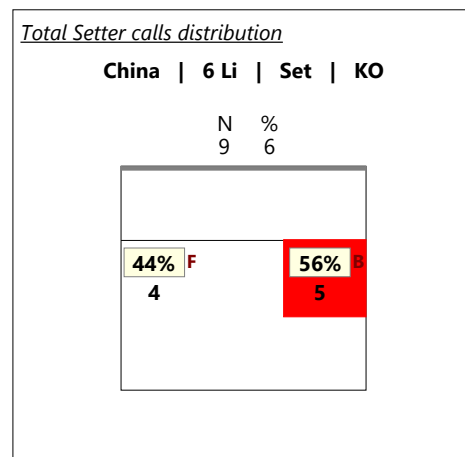 Total Setter calls distribution
China | 6 Li | Set | KO
N %
9 6
44% F 56% B
4 5